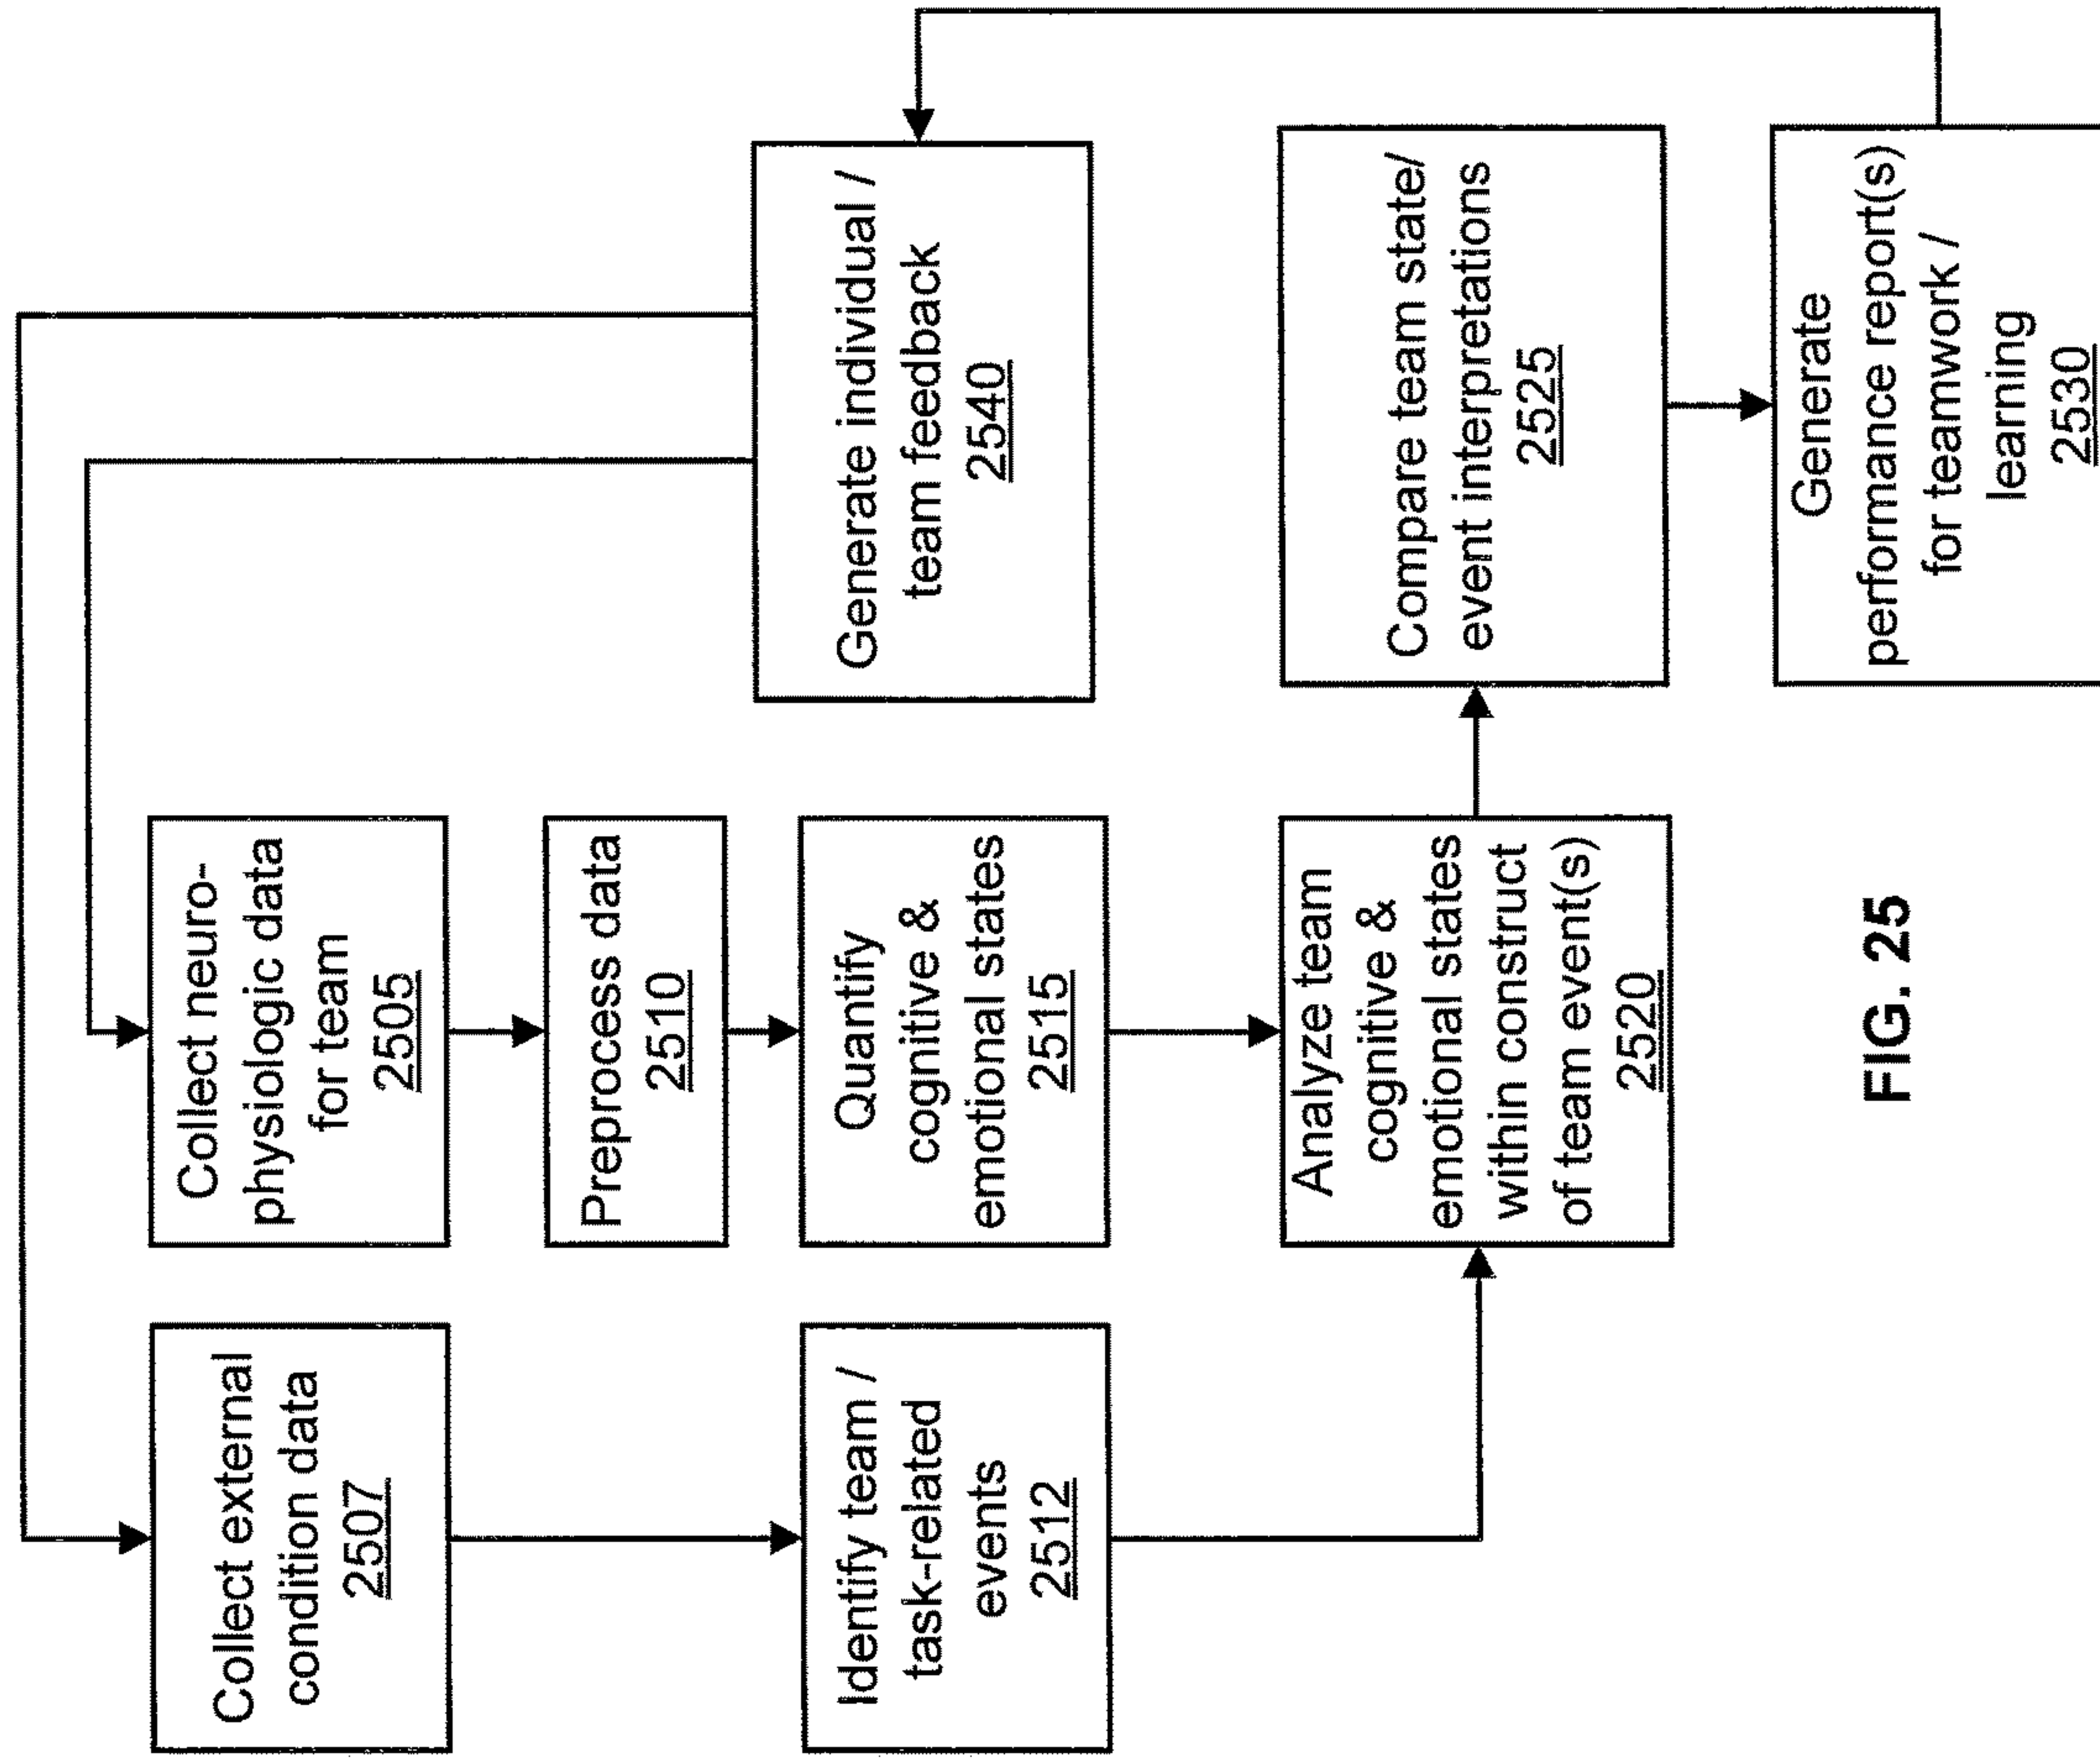 Collect external
condition data
2507
Identify team /
task-related
events
2512
Collect neuro-
physiologic data
for team
2505
Preprocess data
2510
Quantify
cognitive &
emotional states
2515
Analyze team
cognitive &
emotional states
within construct
of team event(s)
2520
Generate individual /
team feedback
2540
Compare team state/
event interpretations
2525
Generate
performance report(s)
for teamwork /
learning
2530
FIG. 25